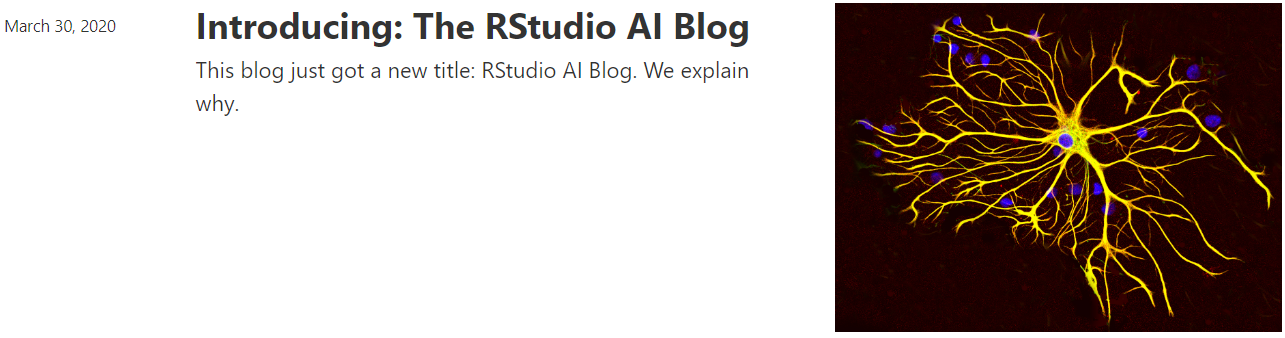 March 30, 2020
Introducing: The RStudio AI Blog
This blog just got a new title: RStudio AI Blog. We explain
why.